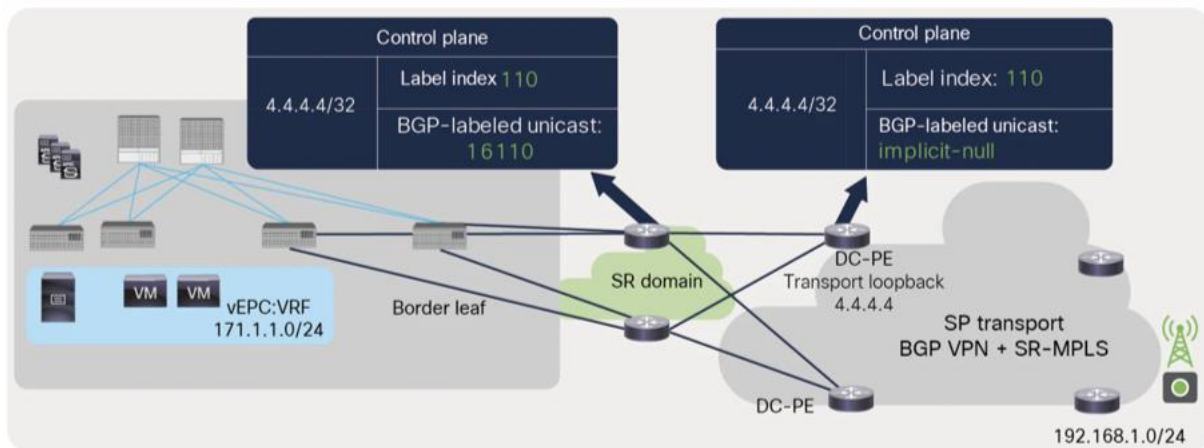 Control plane
4.4.4.4/32
Label index 110
BGP-labeled unicast:
16110
Control plane
4.4.4.4/32
Label index: 110
BGP-labeled unicast:
implicit-null
VM
VM
vEPC:VRF
171.1.1.0/24
Border leaf
SR domain
DC-PE
Transport loopback
4.4.4.4
SP transport
BGP VPN + SR-MPLS
DC-PE
192.168.1.0/24